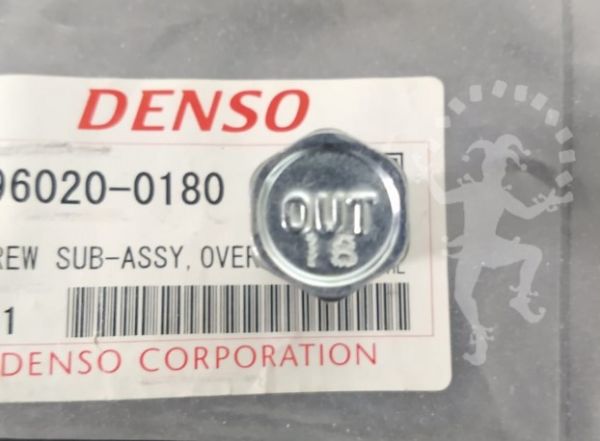 DENSO
96020-0180
REW SUB-ASSY, OVER
1
DENSO CORPORATION
OUT
18